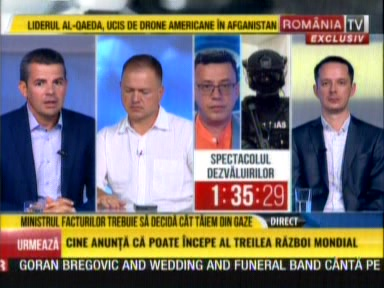 LIDERUL AL-QAEDA, UCIS DE DRONE AMERICANE ÎN AFGANISTAN
ROMÂNIA TV
EXCLUSIV
SPECTACOLUL
DEZVĂLUIRILOR
1:35:29
MINISTRUL FACTURILOR TREBUIE SĂ DECIDĂ CÂT TĂIEM DIN GAZE
DIRECT
URMEAZĂ
CINE ANUNȚĂ CĂ POATE ÎNCEPE AL TREILEA RĂZBOI MONDIAL
R GORAN BREGOVIC AND WEDDING AND FUNERAL BAND CÂNTĂ PE